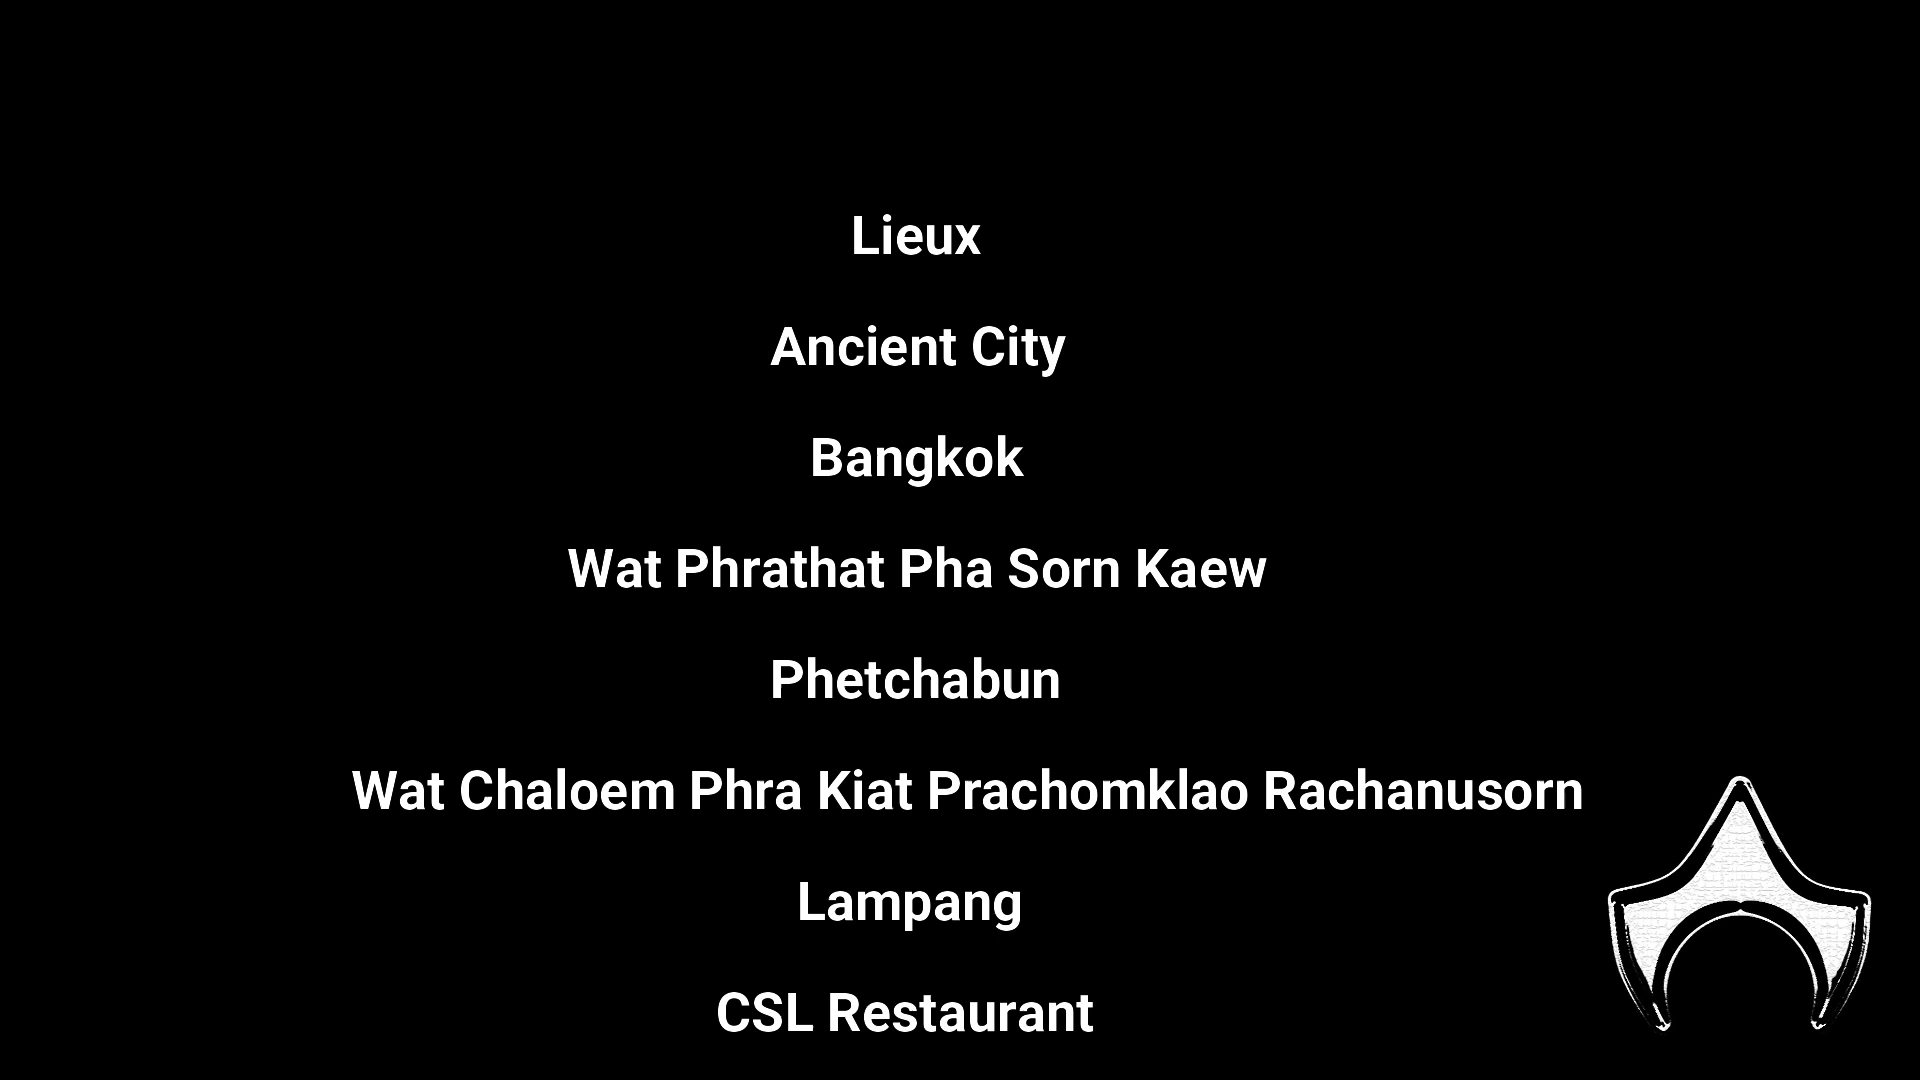 Lieux
Ancient City
Bangkok
Wat Phrathat Pha Sorn Kaew
Phetchabun
Wat Chaloem Phra Kiat Prachomklao Rachanusorn
Lampang
CSL Restaurant